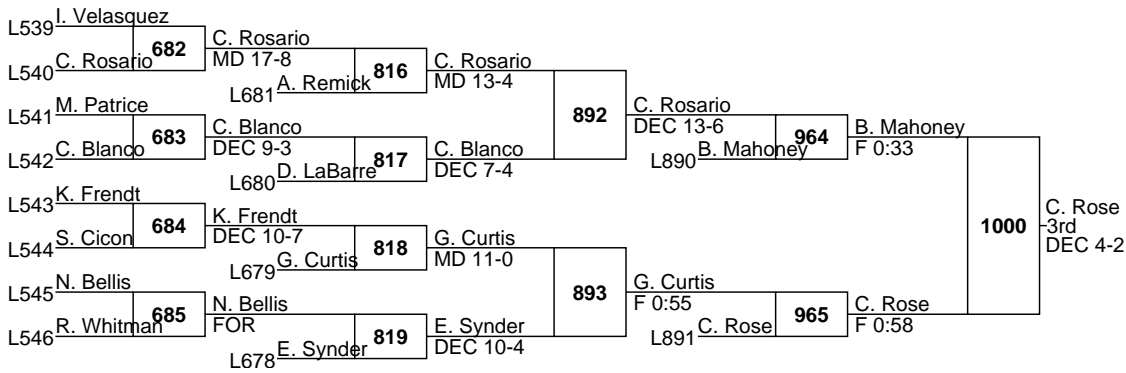 L539 I. Velasquez
682
L540 C. Rosario
C. Rosario
MD 17-8
L681 A. Remick
816
C. Rosario
MD 13-4
L541 M. Patrice
683
L542 C. Blanco
C. Blanco
DEC 9-3
L680 D. LaBarre
817
C. Blanco
DEC 7-4
892
C. Rosario
DEC 13-6
L890 B. Mahoney
964
B. Mahoney
F 0:33
L543 K. Frendt
684
L544 S. Cicon
K. Frendt
DEC 10-7
L679 G. Curtis
818
G. Curtis
MD 11-0
L545 N. Bellis
685
L546 R. Whitman
N. Bellis
FOR
L678 E. Synder
819
E. Synder
DEC 10-4
893
G. Curtis
F 0:55
L891 C. Rose
965
C. Rose
F 0:58
1000
C. Rose
3rd
DEC 4-2